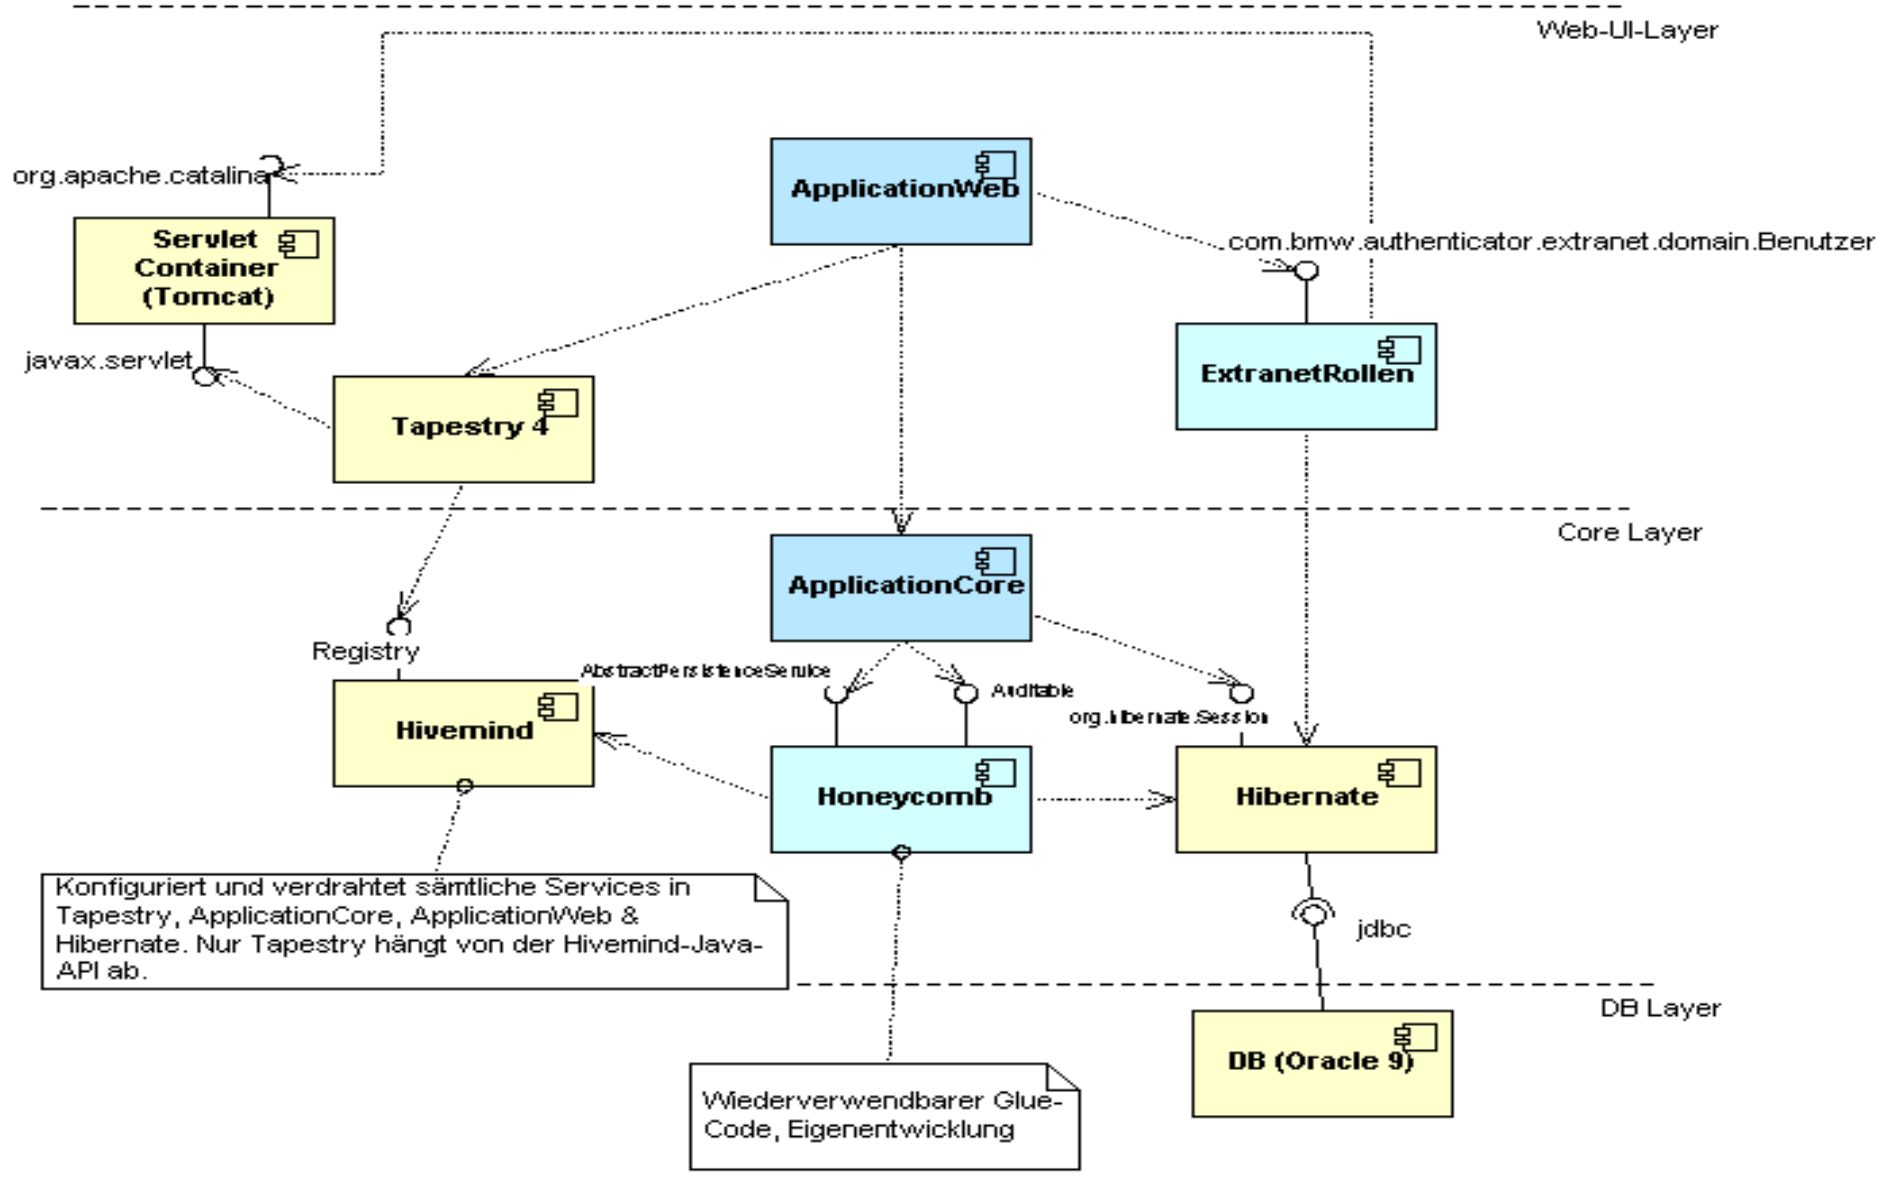 Web-UI-Layer
org.apache.catalina
ApplicationWeb
Servlet
Container
(Tomcat)
com.bmw.authenticator.extranet.domain.Benutzer
javax.servlet
ExtranetRollen
Tapestry 4
Core Layer
ApplicationCore
Registry
AbstractPersistenceService
Auditable
org.hibernate.Session
Hivemind
Honeycomb
Hibernate
Konfiguriert und verdrahtet sämtliche Services in
Tapestry, ApplicationCore, ApplicationWeb &
Hibernate. Nur Tapestry hängt von der Hivemind-Java-
API ab.
jdbc
DB Layer
DB (Oracle 9)
Wiederverwendbarer Glue-
Code, Eigenentwicklung